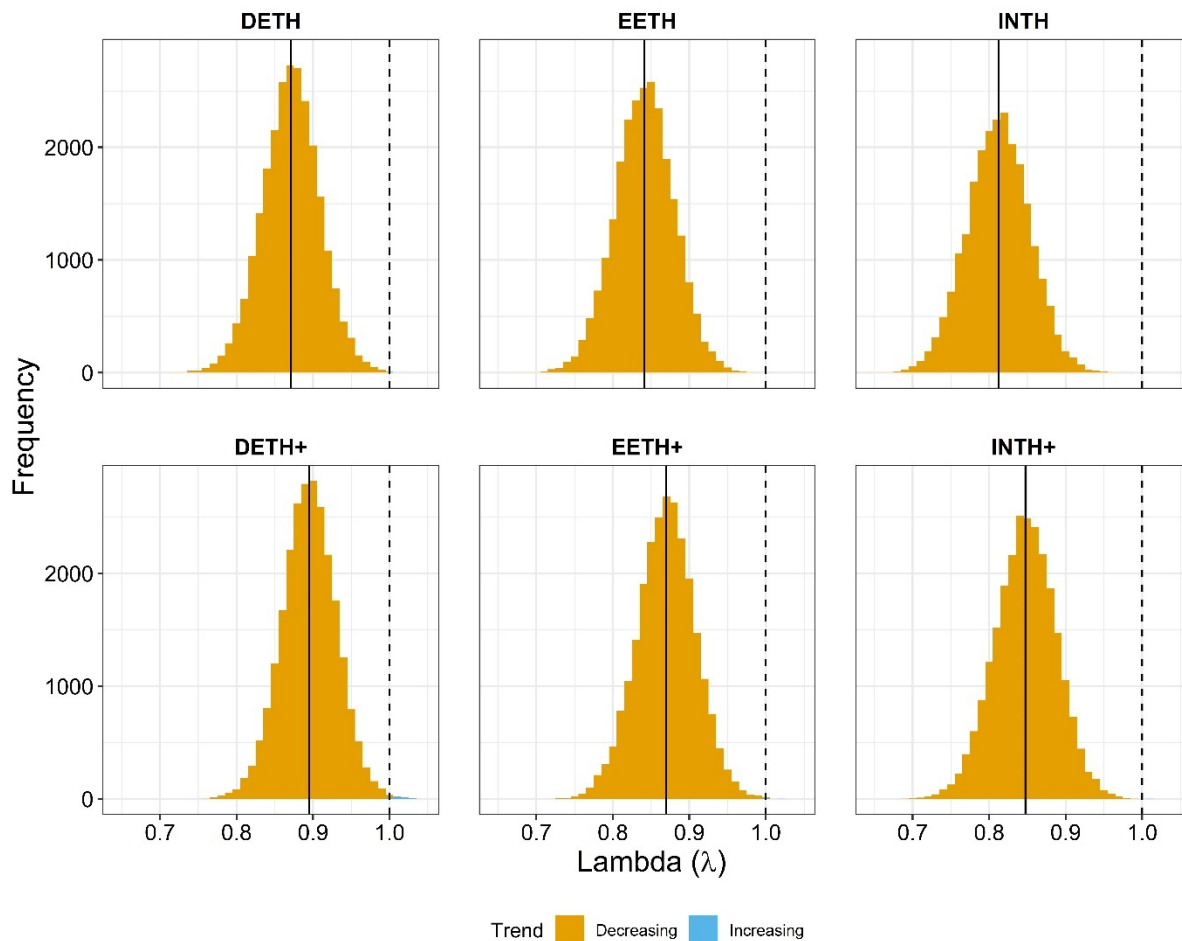 DETH EETH INTH
2000
1000
0
Frequency
DETH+ EETH+ INTH+
2000
1000
0
0.7 0.8 0.9 1.0 0.7 0.8 0.9 1.0 0.7 0.8 0.9 1.0
Lambda (λ)
Trend Decreasing Increasing